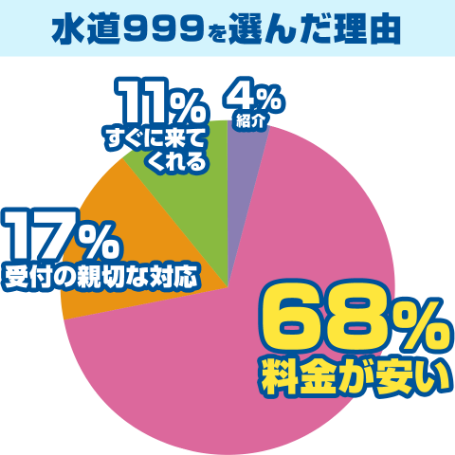 水道999を選んだ理由
11%
すぐに来て
くれる
4%
紹介
17%
受付の親切な対応
68%
料金が安い